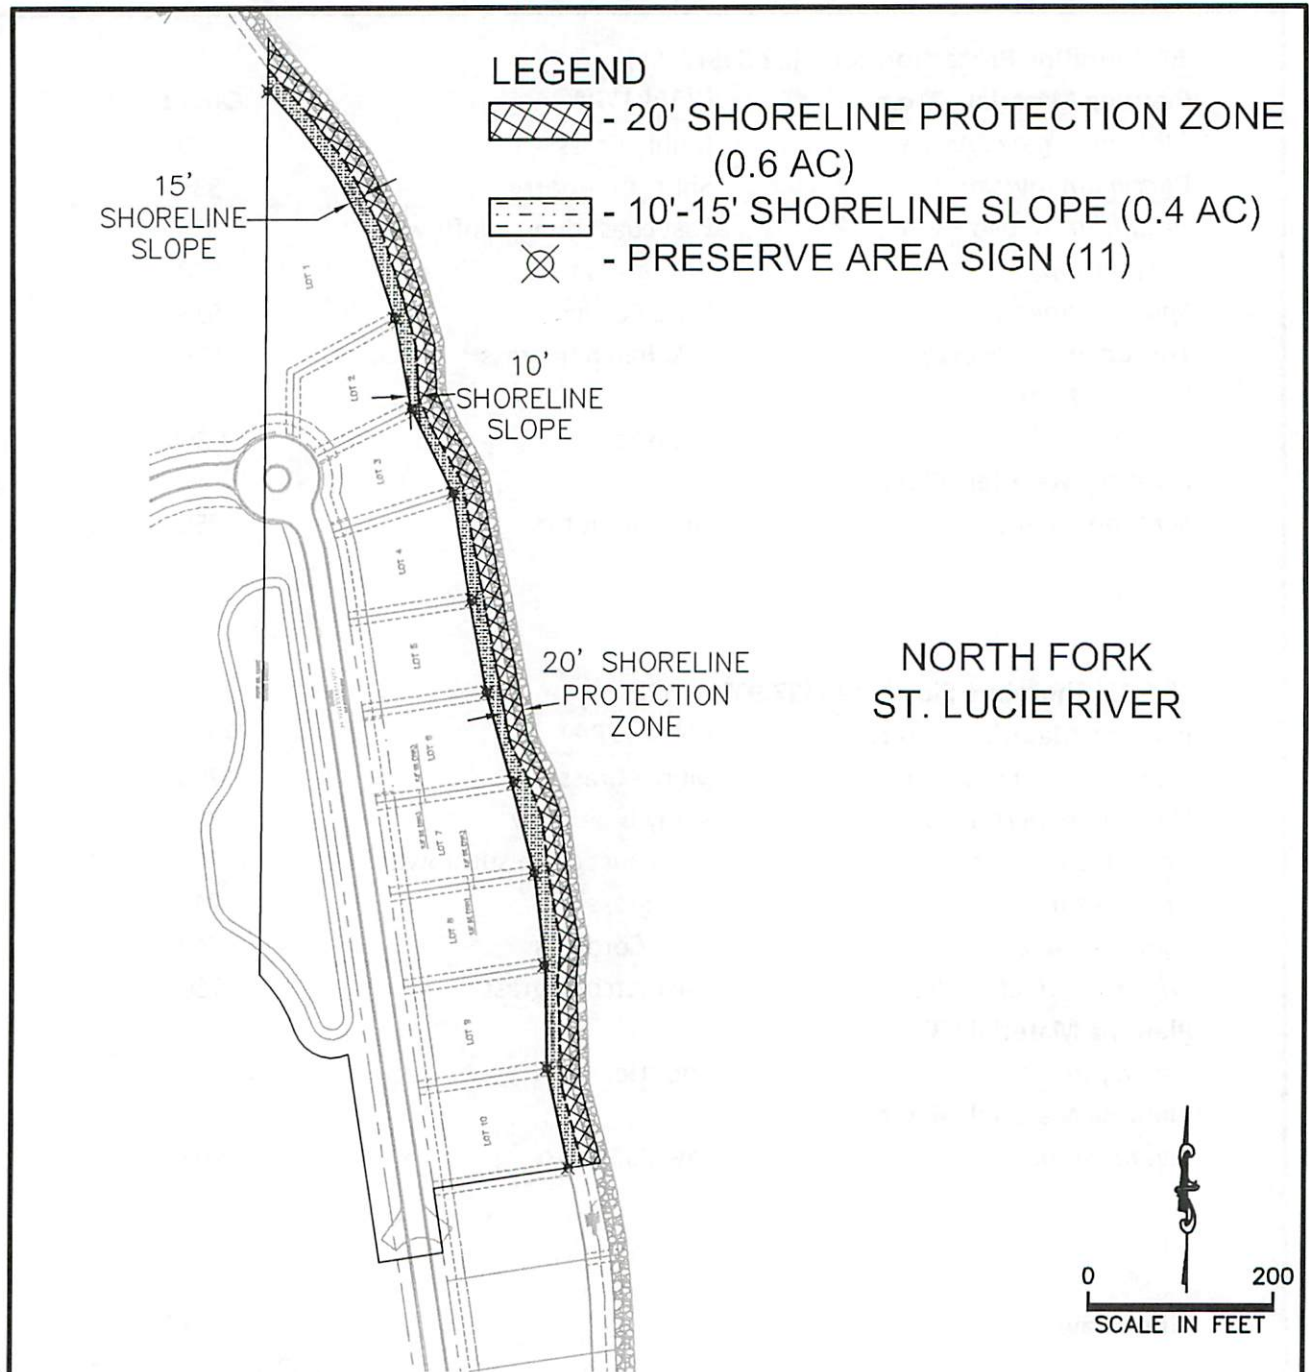 LEGEND
- 20' SHORELINE PROTECTION ZONE
(0.6 AC)
- 10'-15' SHORELINE SLOPE (0.4 AC)
- PRESERVE AREA SIGN (11)
15'
SHORELINE
SLOPE
LOT 1
10'
SHORELINE
SLOPE
LOT 2
LOT 3
LOT 4
LOT 5
20' SHORELINE
PROTECTION
ZONE
NORTH FORK
ST. LUCIE RIVER
LOT 6
LOT 7
LOT 8
LOT 9
LOT 10
0 200
SCALE IN FEET